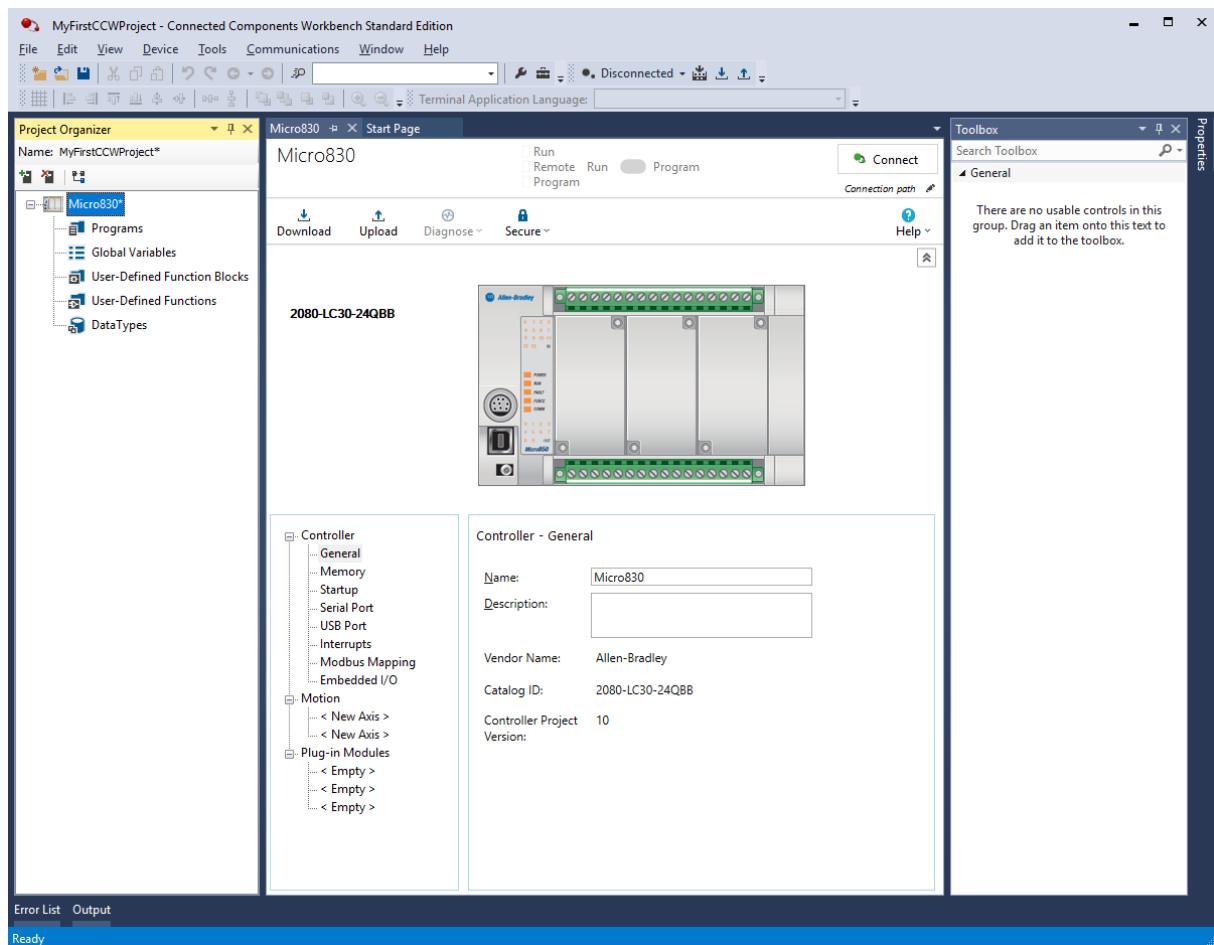 MyFirstCCWProject - Connected Components Workbench Standard Edition
File Edit View Device Tools Communications Window Help
Disconnected
Terminal Application Language:
Project Organizer
Name: MyFirstCCWProject*
Micro830*
Programs
Global Variables
User-Defined Function Blocks
User-Defined Functions
DataTypes
Micro830 Start Page
Micro830
Run
Remote Run Program
Program
Connect
Connection path
Download Upload Diagnose Secure Help
2080-LC30-24QBB
Allen-Bradley
POWER
RUN
FAULT
FORCE
COMM
Micro850
Controller
General
Memory
Startup
Serial Port
USB Port
Interrupts
Modbus Mapping
Embedded I/O
Motion
< New Axis >
< New Axis >
Plug-in Modules
< Empty >
< Empty >
< Empty >
Controller - General
Name: Micro830
Description:
Vendor Name: Allen-Bradley
Catalog ID: 2080-LC30-24QBB
Controller Project 10
Version:
Toolbox
Search Toolbox
General
There are no usable controls in this
group. Drag an item onto this text to
add it to the toolbox.
Properties
Error List Output
Ready